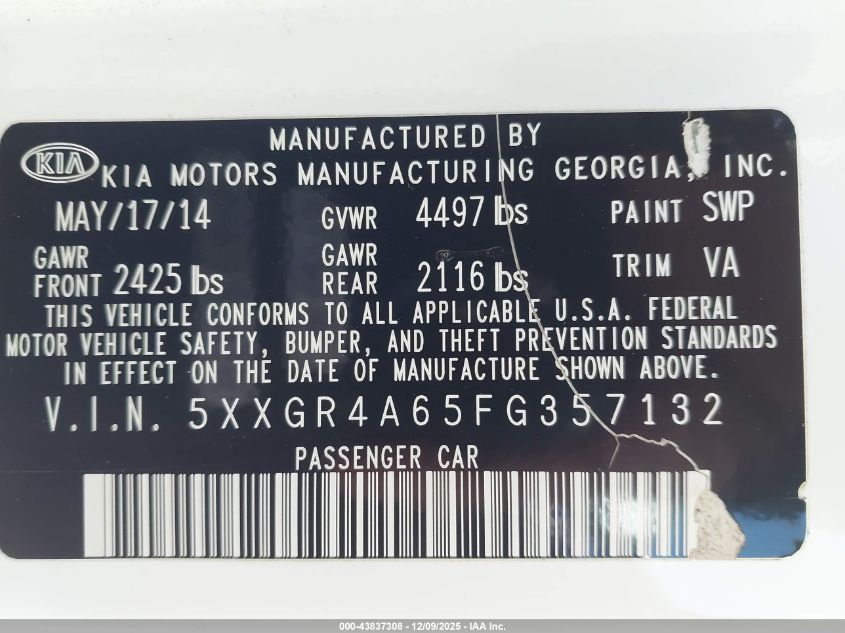 MANUFACTURED BY
KIA KIA MOTORS MANUFACTURING GEORGIA, INC.
MAY/17/14 GVWR 4497 lbs PAINT SWP
GAWR FRONT 2425 lbs GAWR REAR 2116 lbs TRIM VA
THIS VEHICLE CONFORMS TO ALL APPLICABLE U.S.A. FEDERAL
MOTOR VEHICLE SAFETY, BUMPER, AND THEFT PREVENTION STANDARDS
IN EFFECT ON THE DATE OF MANUFACTURE SHOWN ABOVE.
V.I.N. 5XXGR4A65FG357132
PASSENGER CAR
000-43837308 - 12/09/2025 - IAA Inc.